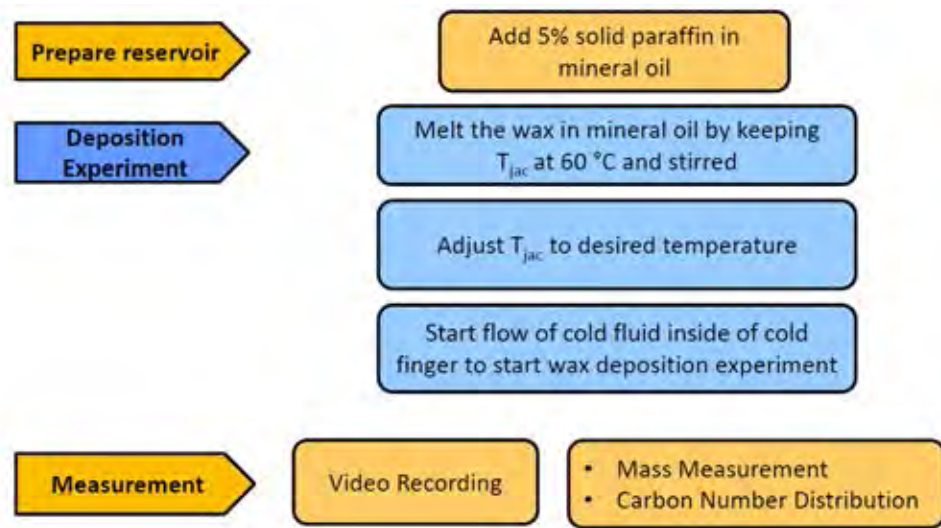 Prepare reservoir
Add 5% solid paraffin in
mineral oil
Deposition
Experiment
Melt the wax in mineral oil by keeping
Tjac at 60 °C and stirred
Adjust Tjac to desired temperature
Start flow of cold fluid inside of cold
finger to start wax deposition experiment
Measurement
Video Recording
• Mass Measurement
• Carbon Number Distribution